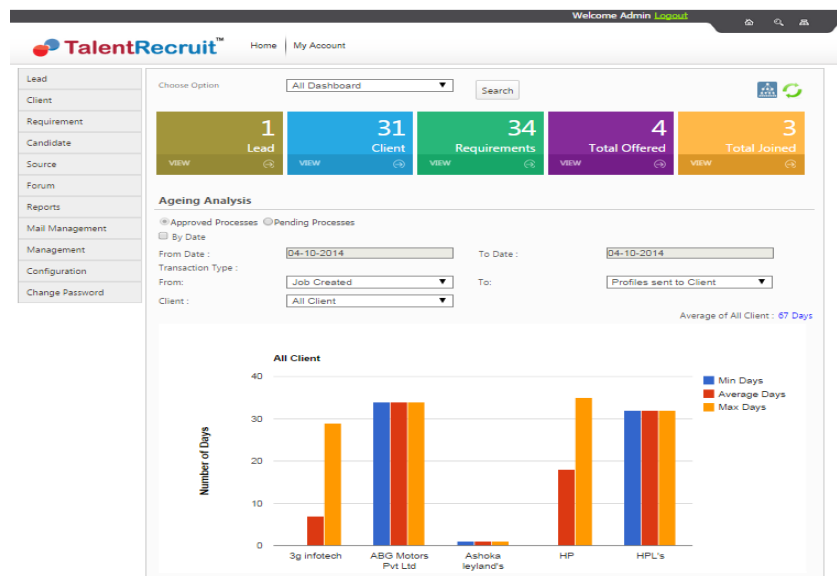 Welcome Admin Logout
TalentRecruit™
Home My Account
Lead
Client
Requirement
Candidate
Source
Forum
Reports
Mail Management
Management
Configuration
Change Password
Choose Option All Dashboard Search
1 31 34 4 3
Lead Client Requirements Total Offered Total Joined
VIEW VIEW VIEW VIEW VIEW
Ageing Analysis
Approved Processes Pending Processes
By Date
From Date : 04-10-2014 To Date : 04-10-2014
Transaction Type :
From: Job Created To: Profiles sent to Client
Client : All Client
Average of All Client : 67 Days
All Client
Number of Days
40
30
20
10
0
Min Days
Average Days
Max Days
3g infotech ABG Motors Ashoka HP HPL's
Pvt Ltd leyland's